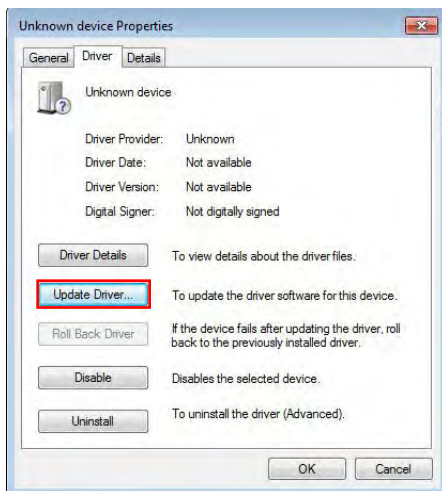 Unknown device Properties
General Driver Details
Unknown device
Driver Provider: Unknown
Driver Date: Not available
Driver Version: Not available
Digital Signer: Not digitally signed
Driver Details To view details about the driver files.
Update Driver... To update the driver software for this device.
Roll Back Driver If the device fails after updating the driver, roll
back to the previously installed driver.
Disable Disables the selected device.
Uninstall To uninstall the driver (Advanced).
OK Cancel